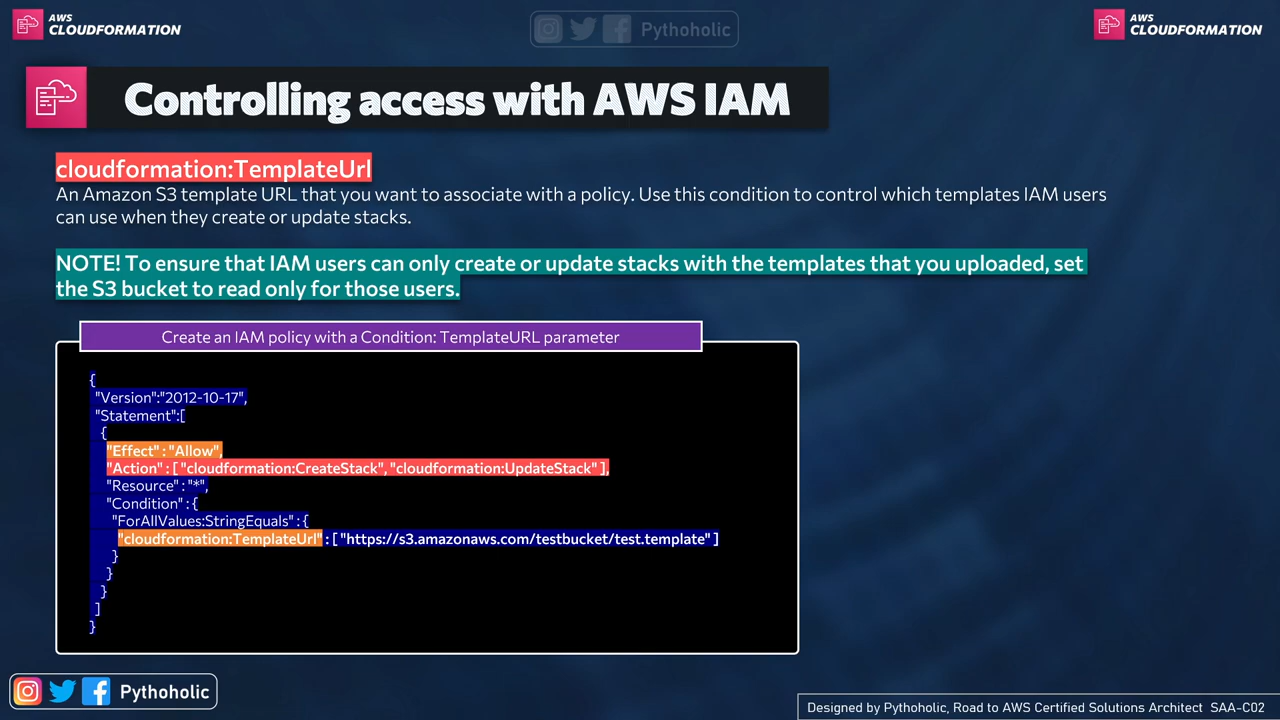 AWS
CLOUDFORMATION
Pythoholic
AWS
CLOUDFORMATION
Controlling access with AWS IAM
cloudformation:TemplateUrl
An Amazon S3 template URL that you want to associate with a policy. Use this condition to control which templates IAM users
can use when they create or update stacks.
NOTE! To ensure that IAM users can only create or update stacks with the templates that you uploaded, set
the S3 bucket to read only for those users.
Create an IAM policy with a Condition: TemplateURL parameter
{
"Version":"2012-10-17",
"Statement":[
{
"Effect" : "Allow",
"Action" : [ "cloudformation:CreateStack", "cloudformation:UpdateStack" ],
"Resource" : "*",
"Condition" : {
"ForAllValues:StringEquals" : {
"cloudformation:TemplateUrl" : [ "https://s3.amazonaws.com/testbucket/test.template" ]
}
}
}
]
}
Pythoholic
Designed by Pythoholic, Road to AWS Certified Solutions Architect SAA-C02